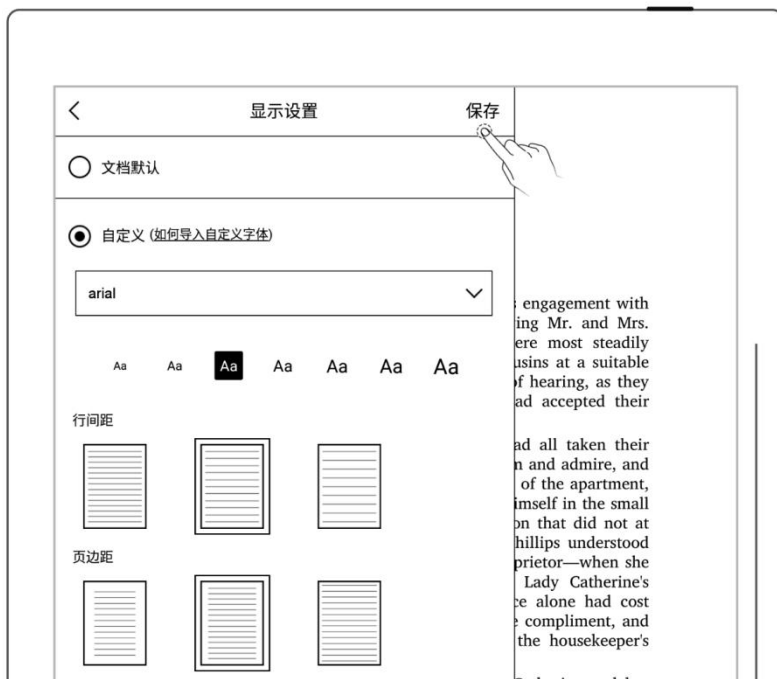 显示设置
保存
文档默认
自定义 (如何导入自定义字体)
arial
Aa Aa Aa Aa Aa Aa Aa
行间距
页边距
engagement with
ing Mr. and Mrs.
ere most steadily
usins at a suitable
of hearing, as they
ad accepted their
ad all taken their
and admire, and
of the apartment,
imself in the small
on that did not at
hillips understood
prietor—when she
Lady Catherine's
ce alone had cost
compliment, and
the housekeeper's